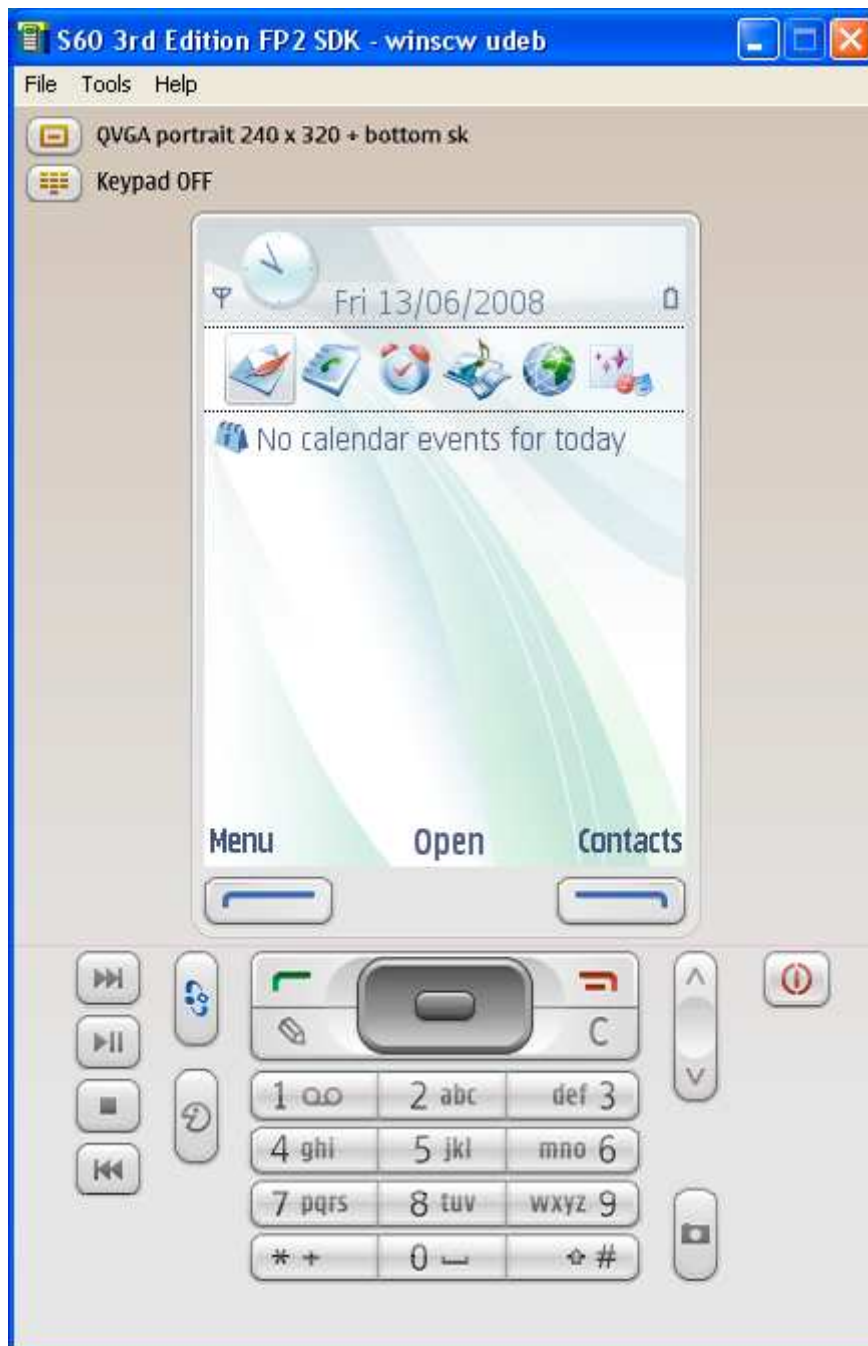 S60 3rd Edition FP2 SDK - winscw udeb
File Tools Help
QVGA portrait 240 x 320 + bottom sk
Keypad OFF
Fri 13/06/2008
No calendar events for today
Menu Open Contacts
C
1 2 abc def 3
4 ghi 5 jkl mno 6
7 pqrs 8 tuv wxyz 9
* + 0 #